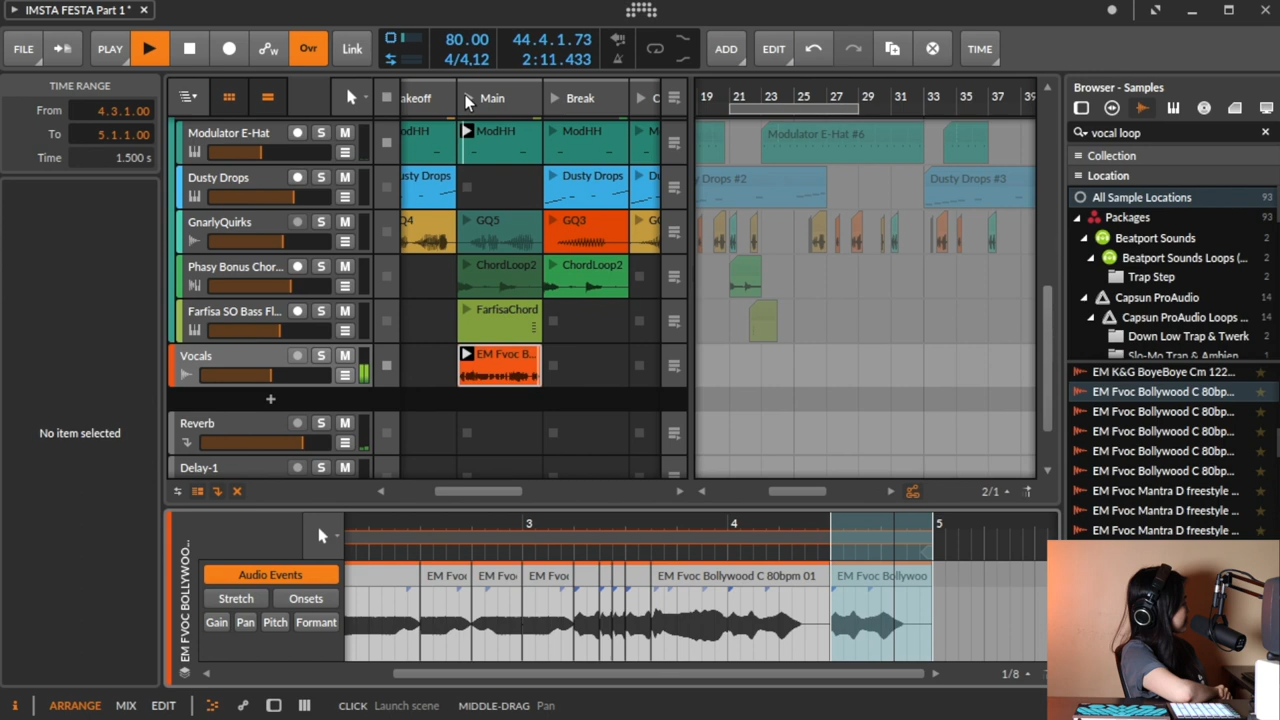 IMSTA FESTA Part 1*
FILE
PLAY
Ovr
Link
80.00
4/4,12
44.4.1.73
2:11.433
ADD
EDIT
TIME
TIME RANGE
From 4.3.1.00
To 5.1.1.00
Time 1.500 s
No item selected
akeoff
Main
Break
19 21 23 25 27 29 31 33 35 37 39
Modulator E-Hat
S M
odHH
ModHH
ModHH
M
Modulator E-Hat #6
Dusty Drops
S M
usty Drops
Dusty Drops
Du
y Drops #2
Dusty Drops #3
GnarlyQuirks
S M
Q4
GQ5
GQ3
Phasy Bonus Chor...
S M
ChordLoop2
ChordLoop2
Farfisa SO Bass Fl...
S M
FarfisaChord
Vocals
S M
EM Fvoc B...
+
Reverb
S M
Delay-1
S M
2/1
EM FVOC BOLLYWOO...
3 4 5
Audio Events
Stretch
Onsets
Gain
Pan
Pitch
Formant
EM Fvoc
EM Fvoc
EM Fvoc
EM Fvoc Bollywood C 80bpm 01
EM Fvoc Bollywoo
1/8
Browser - Samples
vocal loop
Collection
Location
All Sample Locations 93
Packages 93
Beatport Sounds 2
Beatport Sounds Loops (... 2
Trap Step 2
Capsun ProAudio 14
Capsun ProAudio Loops ... 14
Down Low Trap & Twerk 4
Slo-Mo Trap & Ambien
EM K&G BoyeBoye Cm 122...
EM Fvoc Bollywood C 80bp...
EM Fvoc Bollywood C 80bp...
EM Fvoc Bollywood C 80bp...
EM Fvoc Bollywood C 80bp...
EM Fvoc Bollywood C 80bp...
EM Fvoc Mantra D freestyle ...
EM Fvoc Mantra D freestyle ...
EM Fvoc Mantra D freestyle ...
i
ARRANGE
MIX
EDIT
CLICK Launch scene
MIDDLE-DRAG Pan